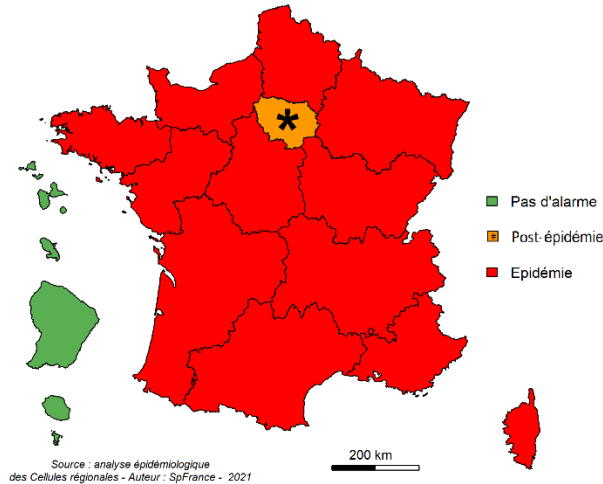 *
Pas d'alarme
* Post-épidémie
Epidémie
200 km
Source : analyse épidémiologique
des Cellules régionales - Auteur : SpFrance - 2021